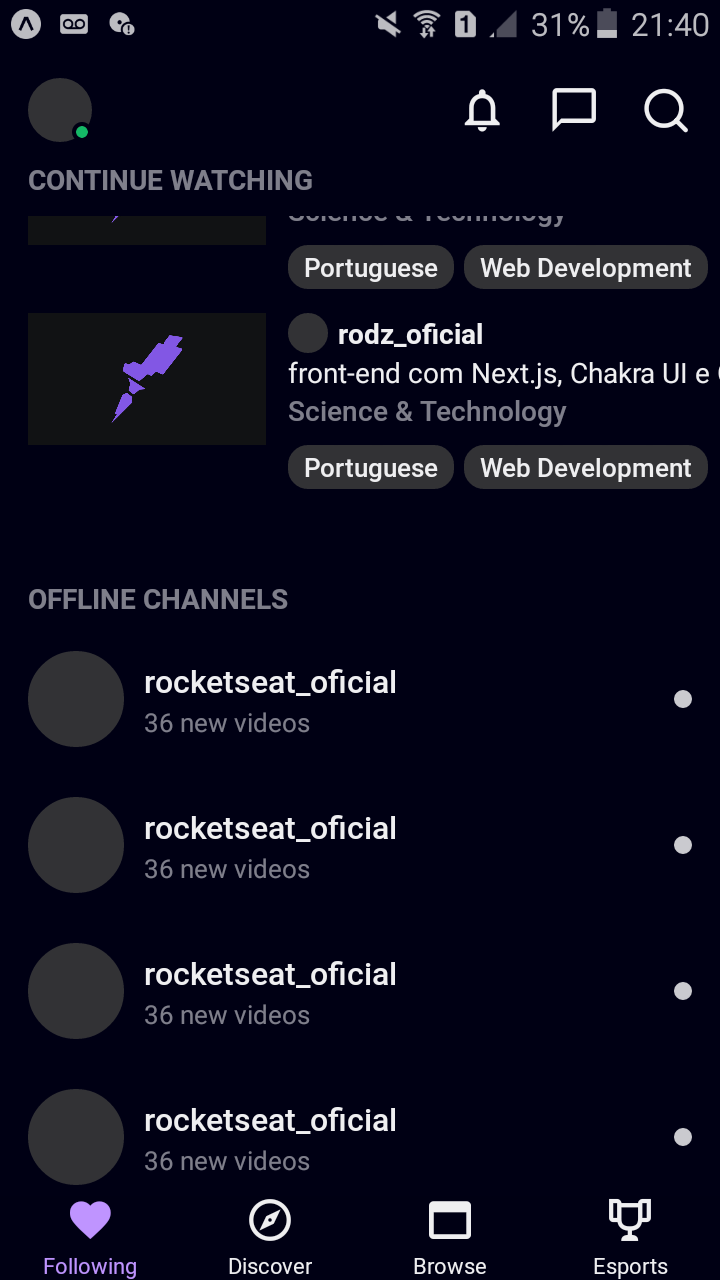 31% 21:40
CONTINUE WATCHING
Science & Technology
Portuguese Web Development
rodz_oficial
front-end com Next.js, Chakra UI e
Science & Technology
Portuguese Web Development
OFFLINE CHANNELS
rocketseat_oficial
36 new videos
rocketseat_oficial
36 new videos
rocketseat_oficial
36 new videos
rocketseat_oficial
36 new videos
Following Discover Browse Esports